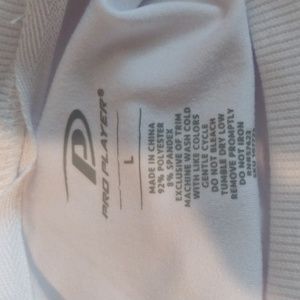 PRO PLAYER®
L
MADE IN CHINA
92% POLYESTER
8% SPANDEX
EXCLUSIVE OF TRIM
MACHINE WASH COLD
WITH LIKE COLORS
GENTLE CYCLE
DO NOT BLEACH
TUMBLE DRY LOW
REMOVE PROMPTLY
DO NOT IRON